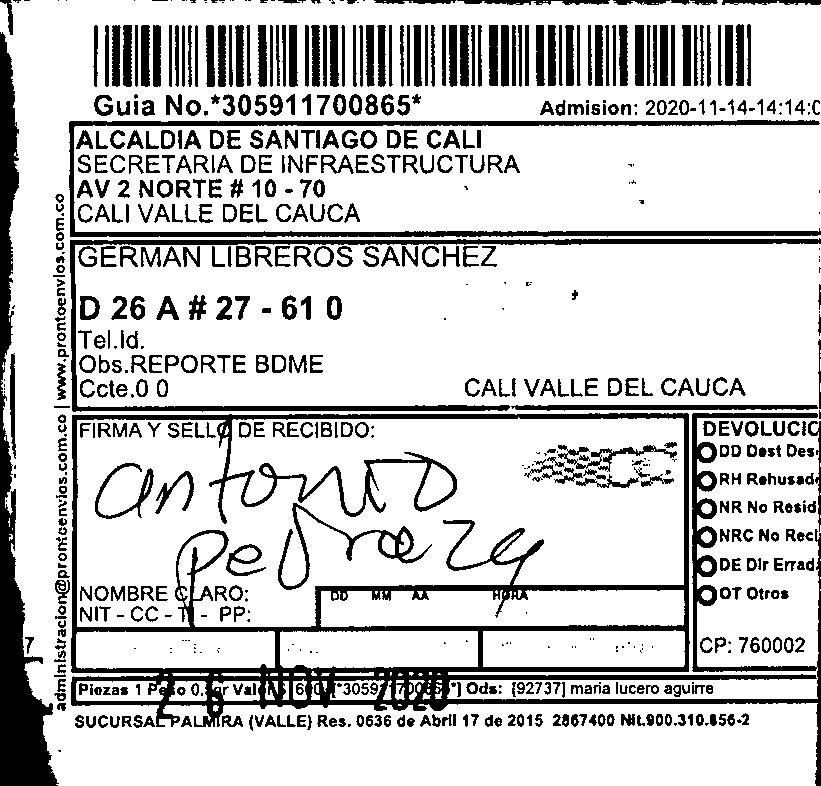 Guia No.*305911700865*
Admision: 2020-11-14-14:14:0
ALCALDIA DE SANTIAGO DE CALI
SECRETARIA DE INFRAESTRUCTURA
AV 2 NORTE # 10 - 70
CALI VALLE DEL CAUCA
GERMAN LIBREROS SANCHEZ
D 26 A # 27 - 61 0
Tel.Id.
Obs.REPORTE BDME
Ccte.0 0
CALI VALLE DEL CAUCA
administracion@prontoenvios.com.co | www.prontoenvios.com.co
FIRMA Y SELLO DE RECIBIDO:
antonio
pedraza
NOMBRE CLARO:
NIT - CC - TI - PP:
DD MM AA HORA
DEVOLUCIO
DD Dest Des
RH Rehusad
NR No Resid
NRC No Recl
DE Dir Errad
OT Otros
CP: 760002
26 NOV 2020
Piezas 1 Peso 0. Ods: [92737] maria lucero aguirre
SUCURSAL PALMIRA (VALLE) Res. 0636 de Abril 17 de 2015 2867400 Nit.900.310.856-2